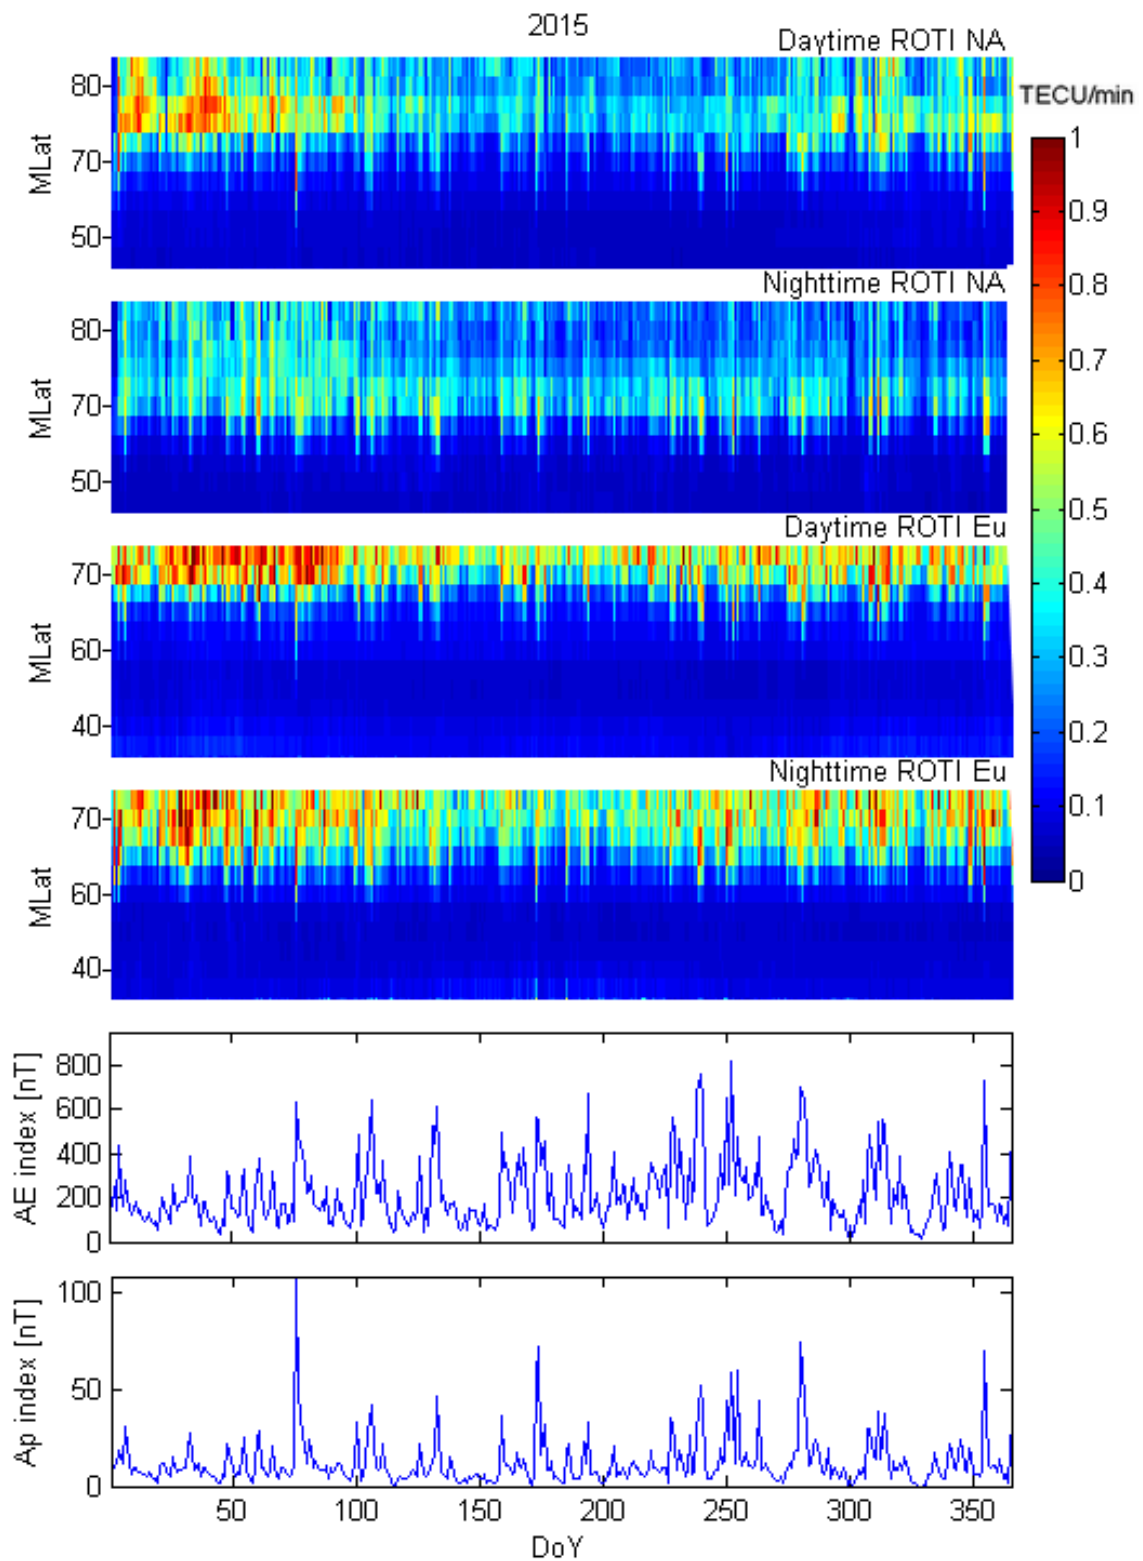 2015
Daytime ROTI NA
TECU/min
80
70
50
MLat
Nighttime ROTI NA
80
70
50
MLat
Daytime ROTI Eu
70
60
40
MLat
Nighttime ROTI Eu
70
60
40
MLat
1
0.9
0.8
0.7
0.6
0.5
0.4
0.3
0.2
0.1
0
800
600
400
200
0
AE index [nT]
100
50
0
Ap index [nT]
50 100 150 200 250 300 350
DoY